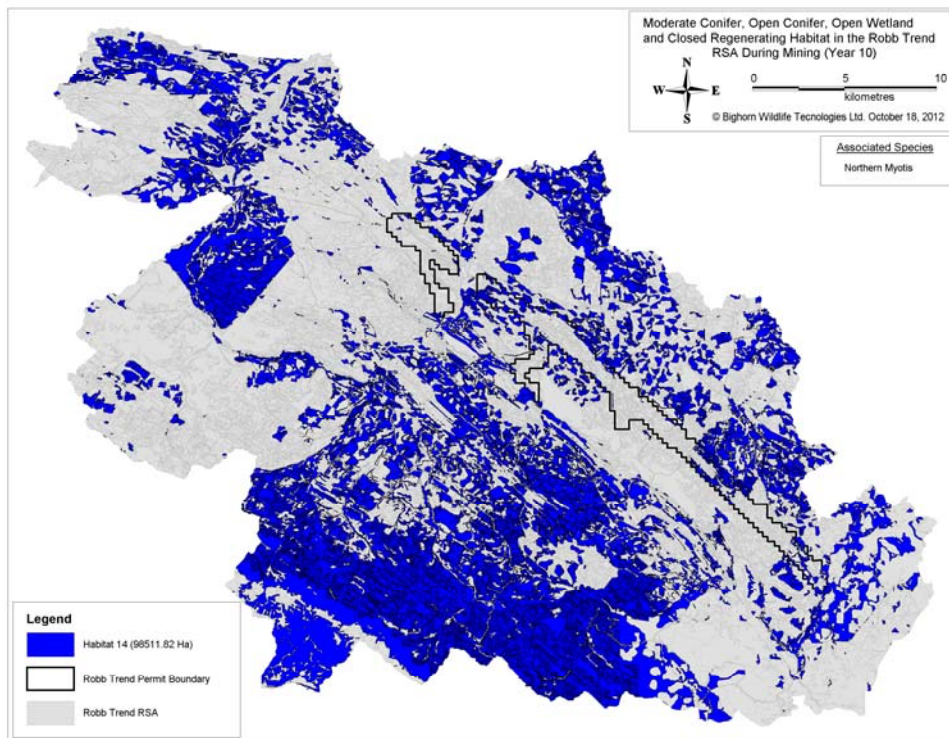 Moderate Conifer, Open Conifer, Open Wetland
and Closed Regenerating Habitat in the Robb Trend
RSA During Mining (Year 10)
N
W E
S
0 5 10
kilometres
© Bighorn Wildlife Tecnologies Ltd. October 18, 2012
Associated Species
Northern Myotis
Legend
Habitat 14 (98511.82 Ha)
Robb Trend Permit Boundary
Robb Trend RSA